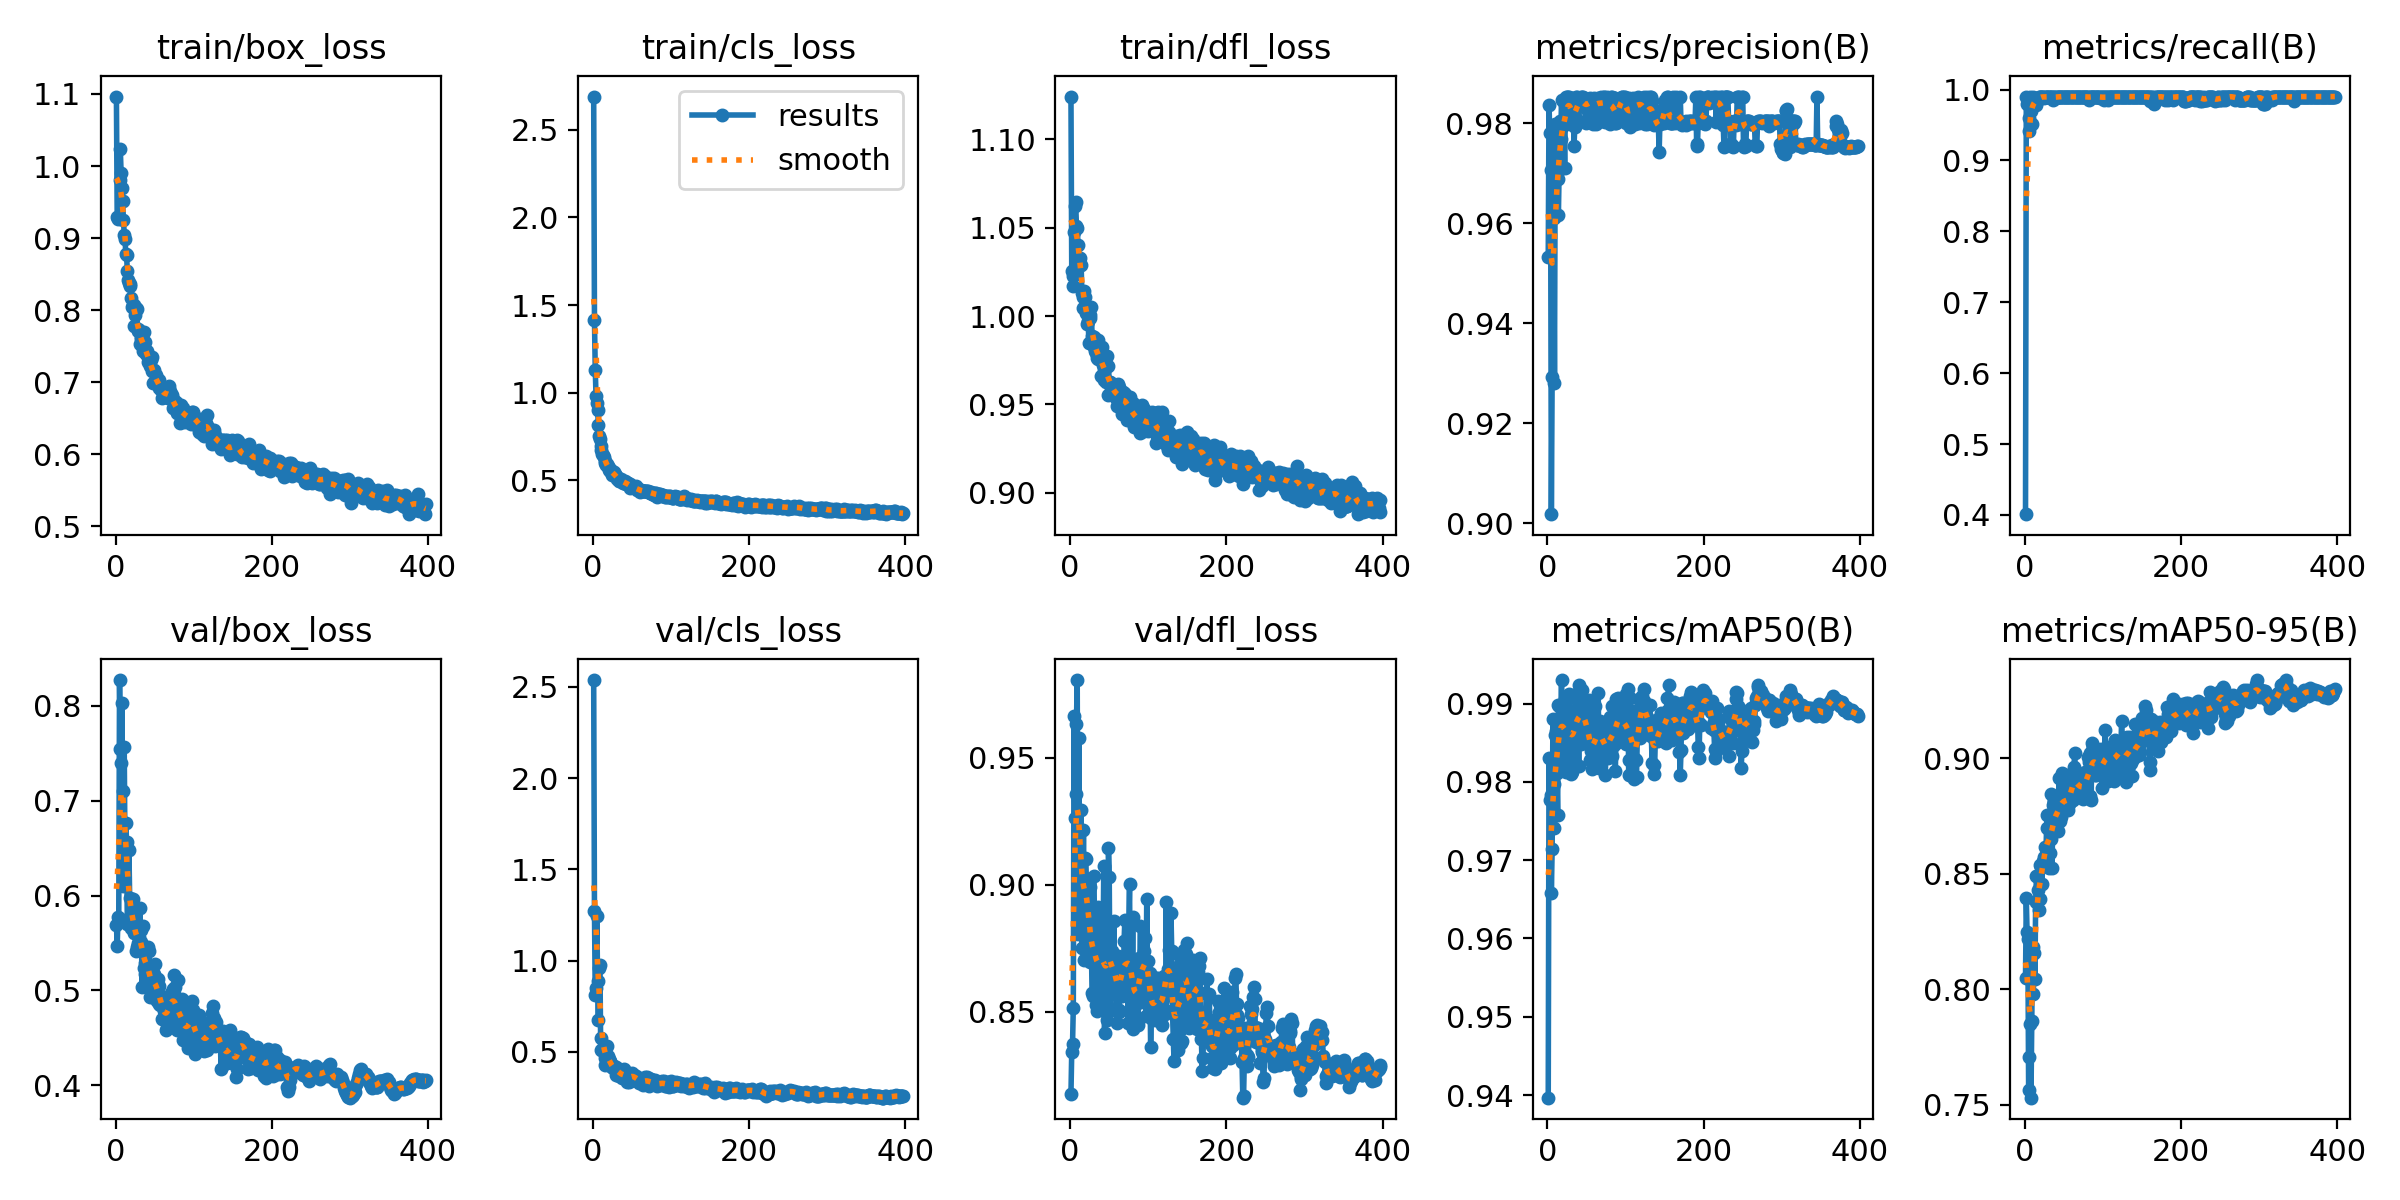 train/box_loss
1.1
1.0
0.9
0.8
0.7
0.6
0.5
0 200 400
train/cls_loss
results
smooth
2.5
2.0
1.5
1.0
0.5
0 200 400
train/dfl_loss
1.10
1.05
1.00
0.95
0.90
0 200 400
metrics/precision(B)
0.98
0.96
0.94
0.92
0.90
0 200 400
metrics/recall(B)
1.0
0.9
0.8
0.7
0.6
0.5
0.4
0 200 400
val/box_loss
0.8
0.7
0.6
0.5
0.4
0 200 400
val/cls_loss
2.5
2.0
1.5
1.0
0.5
0 200 400
val/dfl_loss
0.95
0.90
0.85
0 200 400
metrics/mAP50(B)
0.99
0.98
0.97
0.96
0.95
0.94
0 200 400
metrics/mAP50-95(B)
0.90
0.85
0.80
0.75
0 200 400